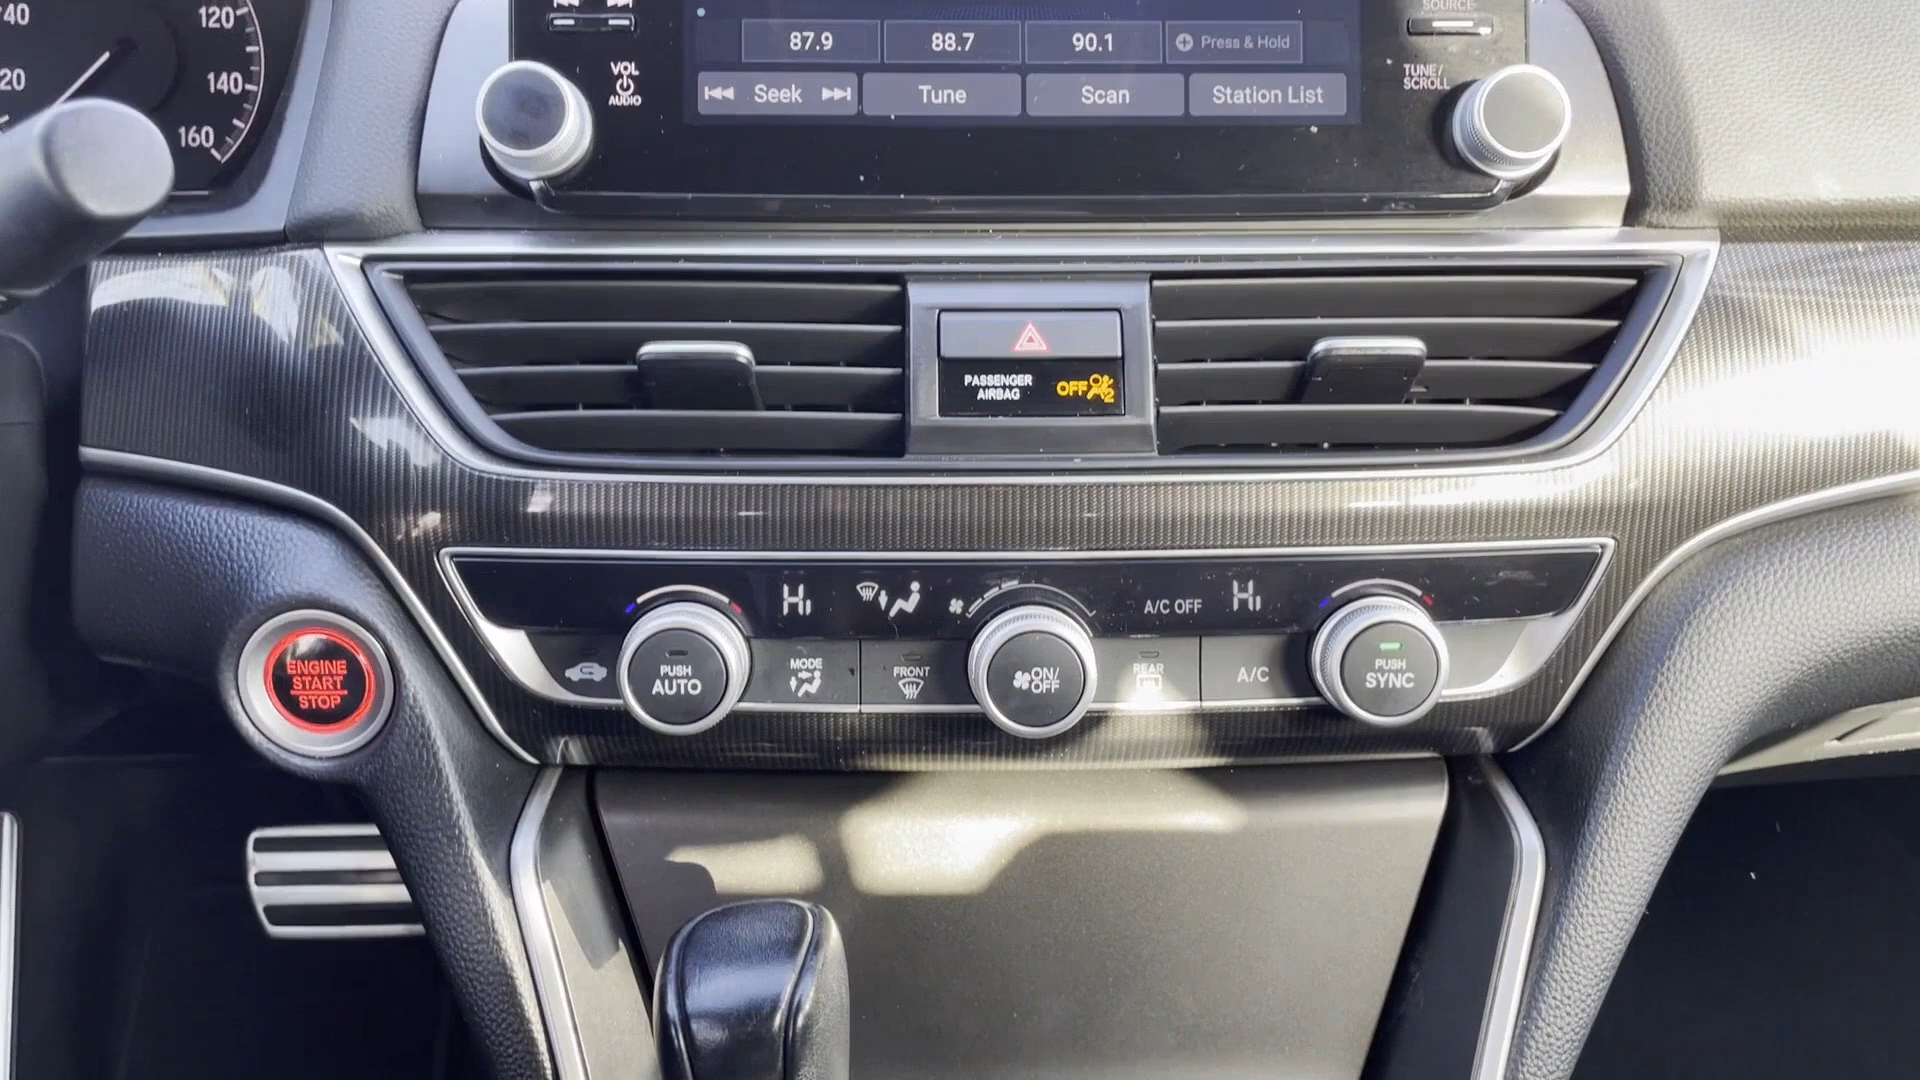 40
120
20
140
160
VOL
AUDIO
87.9
88.7
90.1
Press & Hold
Seek
Tune
Scan
Station List
SOURCE
TUNE/
SCROLL
PASSENGER
AIRBAG
OFF
2
Hi
A/C OFF
Hi
ENGINE
START
STOP
PUSH
AUTO
MODE
FRONT
ON/
OFF
REAR
A/C
PUSH
SYNC